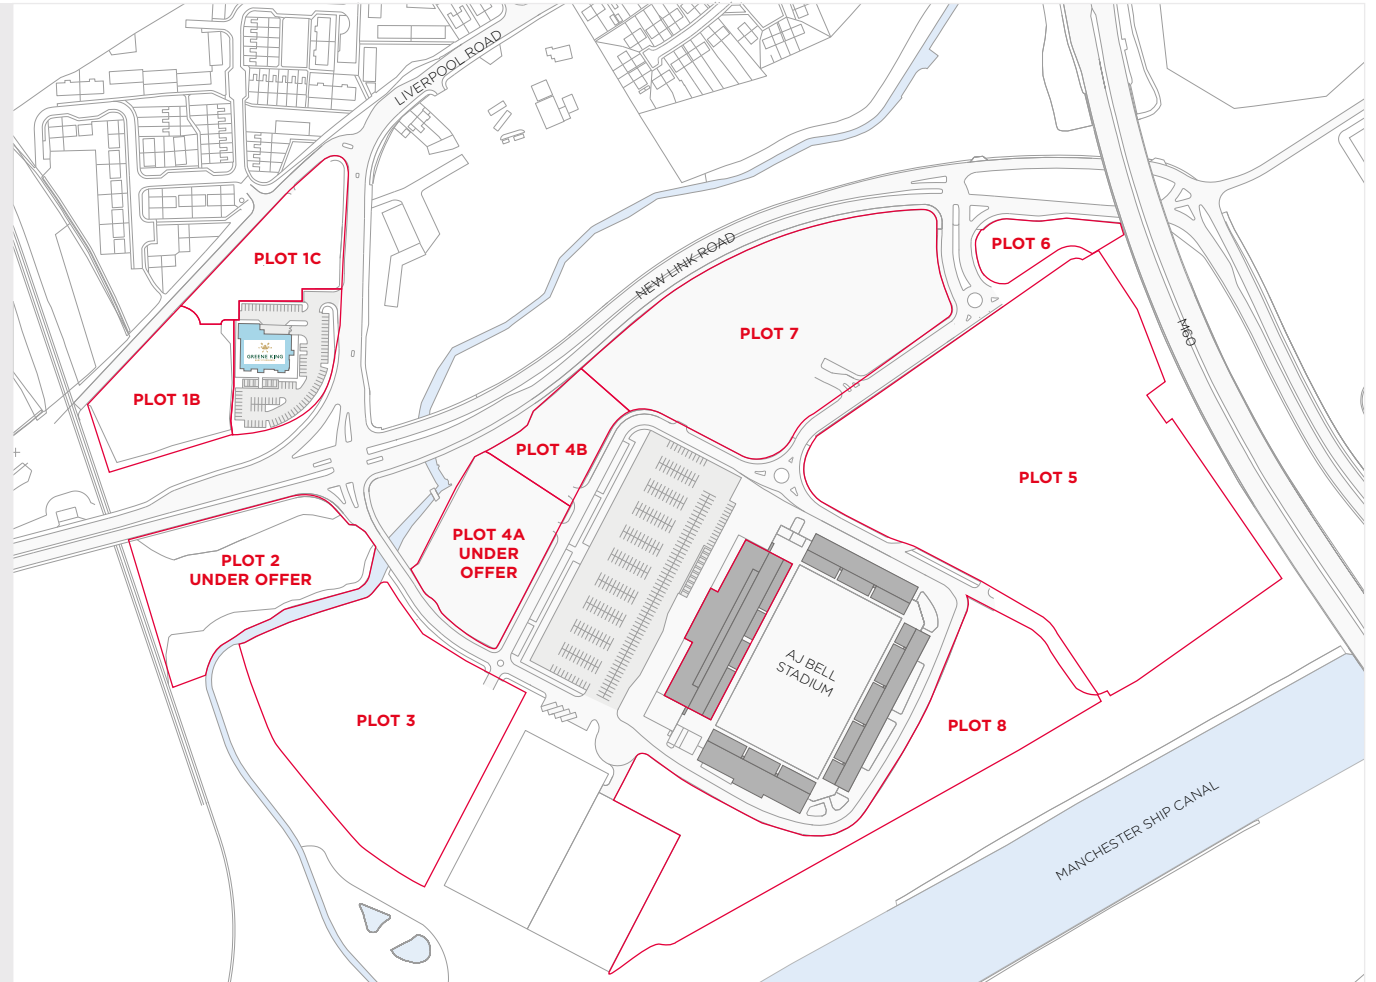 LIVERPOOL ROAD
NEW LINK ROAD
PLOT 6
PLOT 1C
PLOT 7
M60
GREENE KING
PLOT 1B
PLOT 4B
PLOT 5
PLOT 4A
UNDER
OFFER
PLOT 2
UNDER OFFER
AJ BELL
STADIUM
PLOT 3
PLOT 8
MANCHESTER SHIP CANAL